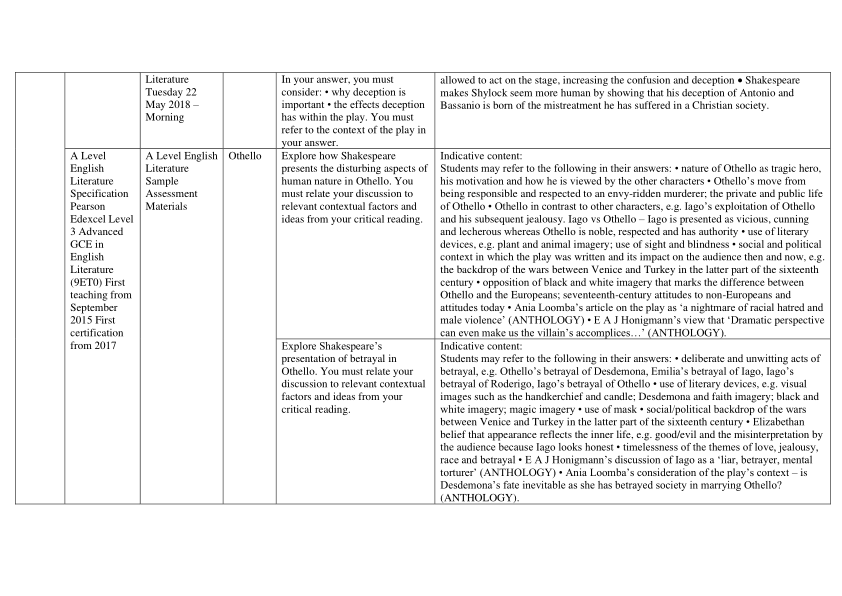 Literature
Tuesday 22
May 2018 –
Morning
In your answer, you must
consider: • why deception is
important • the effects deception
has within the play. You must
refer to the context of the play in
your answer.
allowed to act on the stage, increasing the confusion and deception • Shakespeare
makes Shylock seem more human by showing that his deception of Antonio and
Bassanio is born of the mistreatment he has suffered in a Christian society.
A Level
English
Literature
Specification
Pearson
Edexcel Level
3 Advanced
GCE in
English
Literature
(9ET0) First
teaching from
September
2015 First
certification
from 2017
A Level English
Literature
Sample
Assessment
Materials
Othello
Explore how Shakespeare
presents the disturbing aspects of
human nature in Othello. You
must relate your discussion to
relevant contextual factors and
ideas from your critical reading.
Indicative content:
Students may refer to the following in their answers: • nature of Othello as tragic hero,
his motivation and how he is viewed by the other characters • Othello’s move from
being responsible and respected to an envy-ridden murderer; the private and public life
of Othello • Othello in contrast to other characters, e.g. Iago’s exploitation of Othello
and his subsequent jealousy. Iago vs Othello – Iago is presented as vicious, cunning
and lecherous whereas Othello is noble, respected and has authority • use of literary
devices, e.g. plant and animal imagery; use of sight and blindness • social and political
context in which the play was written and its impact on the audience then and now, e.g.
the backdrop of the wars between Venice and Turkey in the latter part of the sixteenth
century • opposition of black and white imagery that marks the difference between
Othello and the Europeans; seventeenth-century attitudes to non-Europeans and
attitudes today • Ania Loomba’s article on the play as ‘a nightmare of racial hatred and
male violence’ (ANTHOLOGY) • E A J Honigmann’s view that ‘Dramatic perspective
can even make us the villain’s accomplices…’ (ANTHOLOGY).
Explore Shakespeare’s
presentation of betrayal in
Othello. You must relate your
discussion to relevant contextual
factors and ideas from your
critical reading.
Indicative content:
Students may refer to the following in their answers: • deliberate and unwitting acts of
betrayal, e.g. Othello’s betrayal of Desdemona, Emilia’s betrayal of Iago, Iago’s
betrayal of Roderigo, Iago’s betrayal of Othello • use of literary devices, e.g. visual
images such as the handkerchief and candle; Desdemona and faith imagery; black and
white imagery; magic imagery • use of mask • social/political backdrop of the wars
between Venice and Turkey in the latter part of the sixteenth century • Elizabethan
belief that appearance reflects the inner life, e.g. good/evil and the misinterpretation by
the audience because Iago looks honest • timelessness of the themes of love, jealousy,
race and betrayal • E A J Honigmann’s discussion of Iago as a ‘liar, betrayer, mental
torturer’ (ANTHOLOGY) • Ania Loomba’s consideration of the play’s context – is
Desdemona’s fate inevitable as she has betrayed society in marrying Othello?
(ANTHOLOGY).